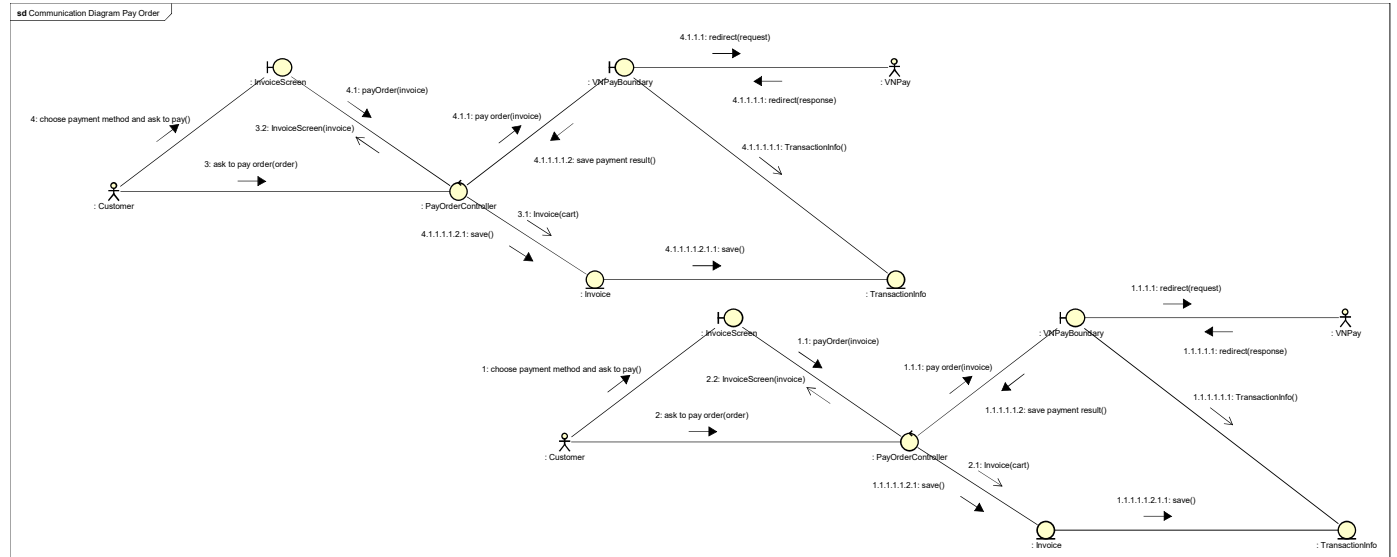 sd Communication Diagram Pay Order
4.1.1.1: redirect(request)
: InvoiceScreen
: VNPayBoundary
: VNPay
4.1: payOrder(invoice)
4.1.1.1.1: redirect(response)
4: choose payment method and ask to pay()
4.1.1: pay order(invoice)
3.2: InvoiceScreen(invoice)
4.1.1.1.1.1: TransactionInfo()
4.1.1.1.1.2: save payment result()
3: ask to pay order(order)
: Customer
: PayOrderController
3.1: Invoice(cart)
4.1.1.1.1.2.1: save()
4.1.1.1.1.2.1.1: save()
: Invoice
: TransactionInfo
1.1.1.1: redirect(request)
: InvoiceScreen
: VNPayBoundary
: VNPay
1.1: payOrder(invoice)
1.1.1.1.1: redirect(response)
1: choose payment method and ask to pay()
1.1.1: pay order(invoice)
2.2: InvoiceScreen(invoice)
1.1.1.1.1.1: TransactionInfo()
1.1.1.1.1.2: save payment result()
2: ask to pay order(order)
: Customer
: PayOrderController
2.1: Invoice(cart)
1.1.1.1.1.2.1: save()
1.1.1.1.1.2.1.1: save()
: Invoice
: TransactionInfo